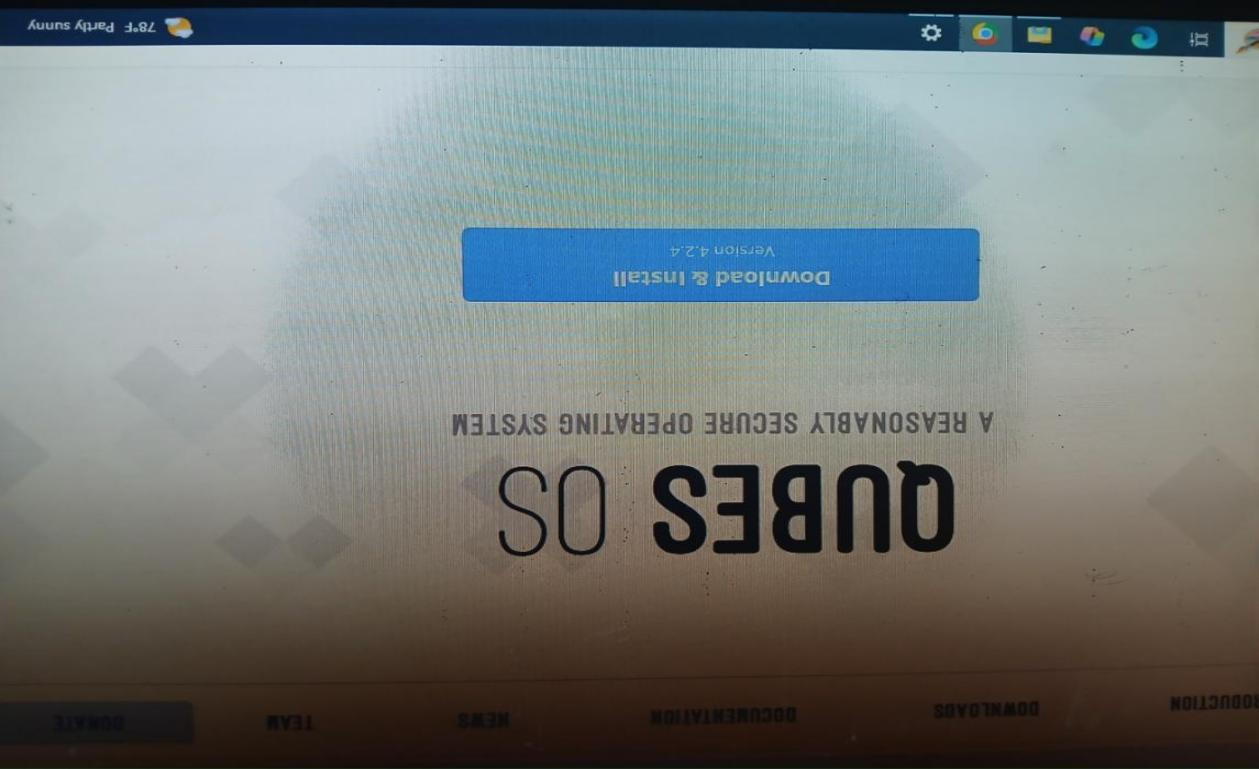 DOWNLOADS
DOCUMENTATION
NEWS
TEAM
DONATE
QUBES OS
A REASONABLY SECURE OPERATING SYSTEM
Download & Install
Version 4.2.4
78°F Partly sunny